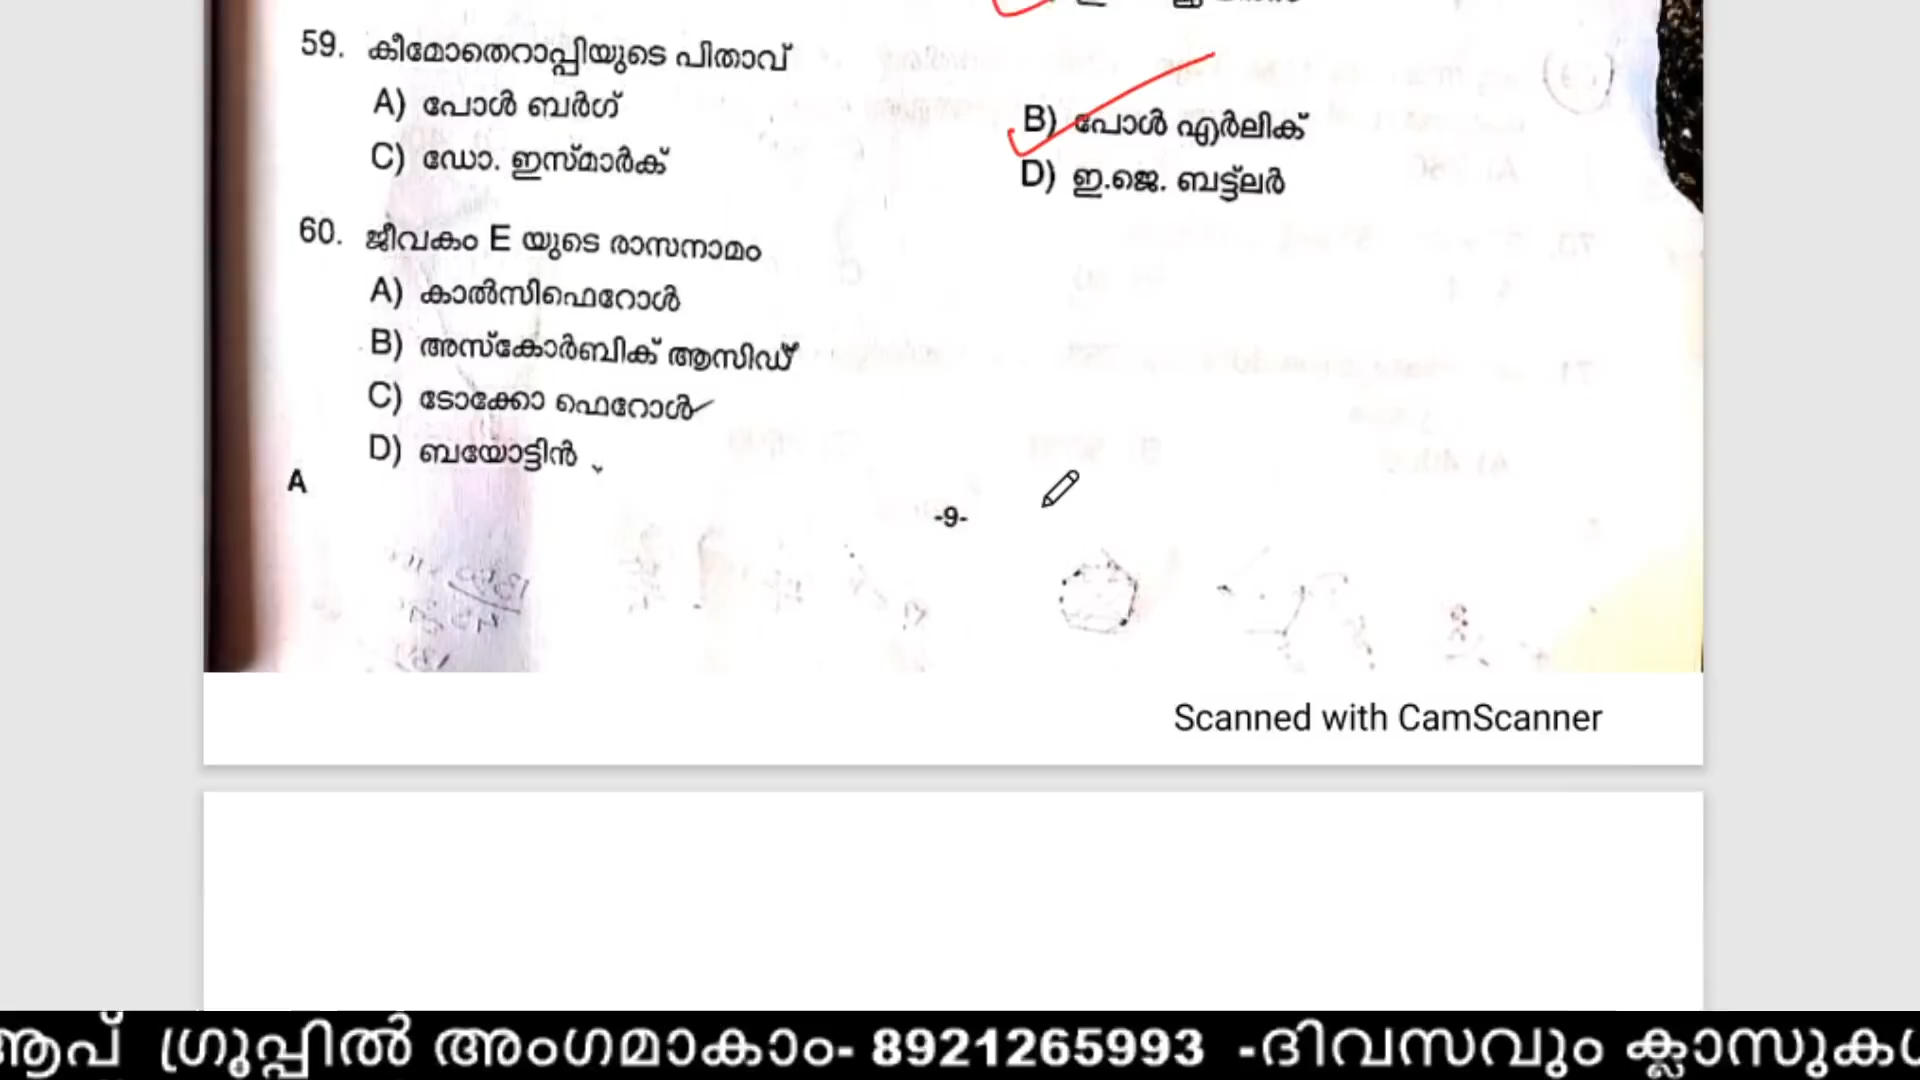 59. കീമോതെറാപ്പിയുടെ പിതാവ്
A) പോൾ ബർഗ്
B) പോൾ എർലിക്
C) ഡോ. ഇസ്മാർക്
D) ഇ.ജെ. ബട്ട്ലർ
60. ജീവകം E യുടെ രാസനാമം
A) കാൽസിഫെറോൾ
B) അസ്കോർബിക് ആസിഡ്
C) ടോക്കോ ഫെറോൾ
D) ബയോട്ടിൻ
A
-9-
Scanned with CamScanner
ആപ് ഗ്രൂപ്പിൽ അംഗമാകാം- 8921265993 -ദിവസവും